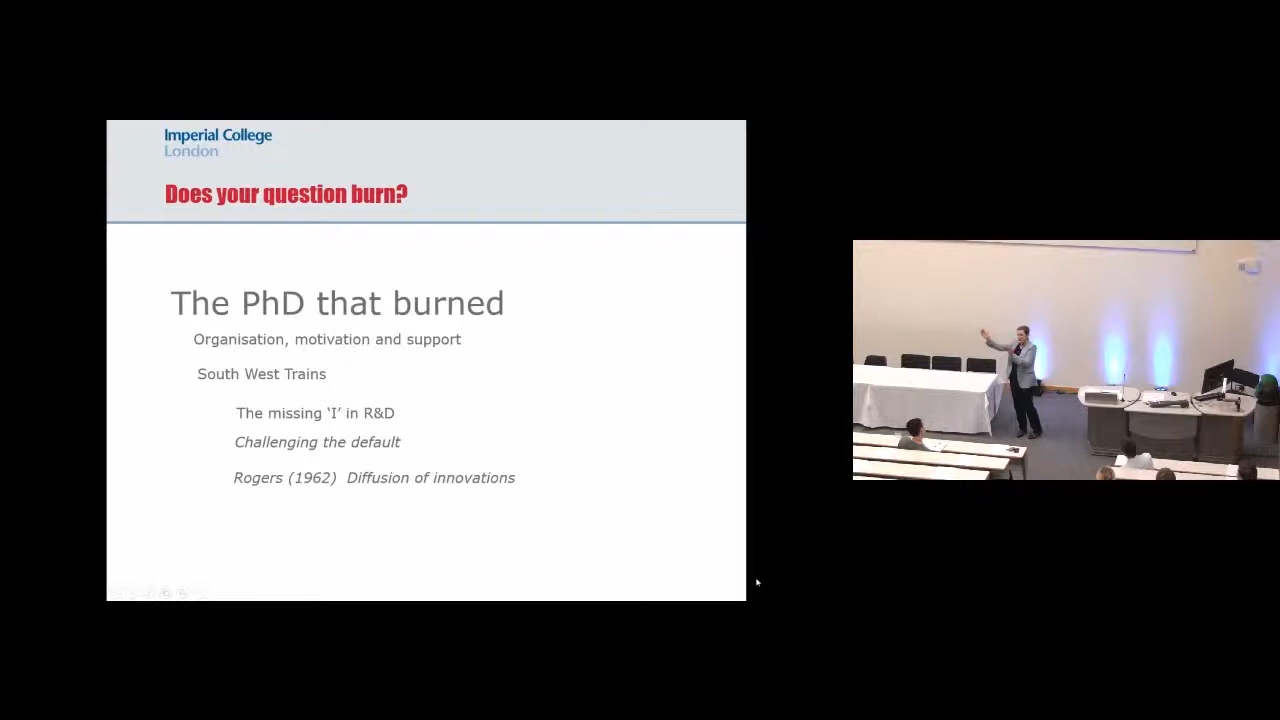 Imperial College
London
Does your question burn?
The PhD that burned
Organisation, motivation and support
South West Trains
The missing ‘I’ in R&D
Challenging the default
Rogers (1962) Diffusion of innovations